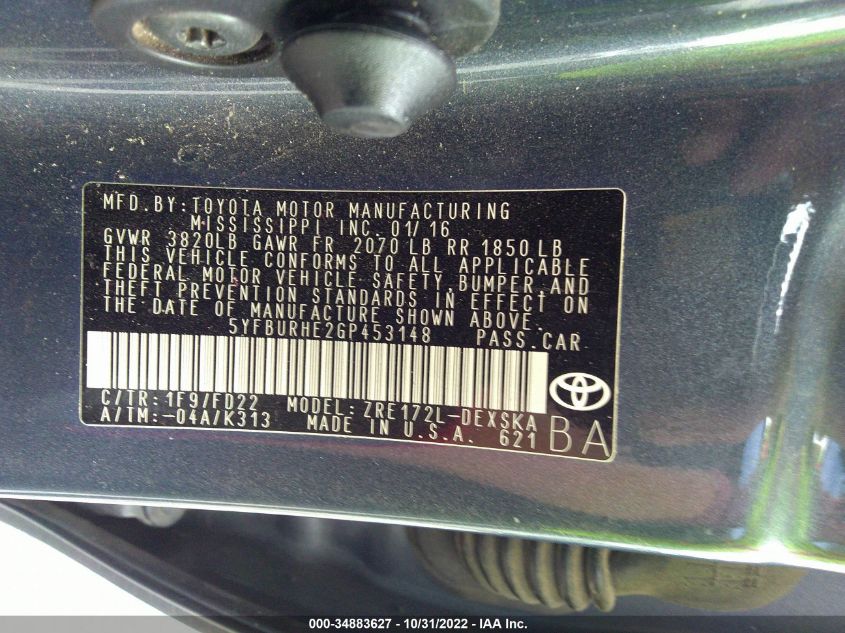 MFD.BY:TOYOTA MOTOR MANUFACTURING
MISSISSIPPI INC. 01/16
GVWR 3820LB GAWR FR 2070 LB RR 1850 LB
THIS VEHICLE CONFORMS TO ALL APPLICABLE
FEDERAL MOTOR VEHICLE SAFETY,BUMPER,AND
THEFT PREVENTION STANDARDS IN EFFECT ON
THE DATE OF MANUFACTURE SHOWN ABOVE.
5YFBURHE2GP453148 PASS.CAR
C/TR:1F9/FD22 MODEL:ZRE172L-DEXSKA
A/TM:-04A/K313 MADE IN U.S.A. 621
BA
000-34883627 - 10/31/2022 - IAA Inc.